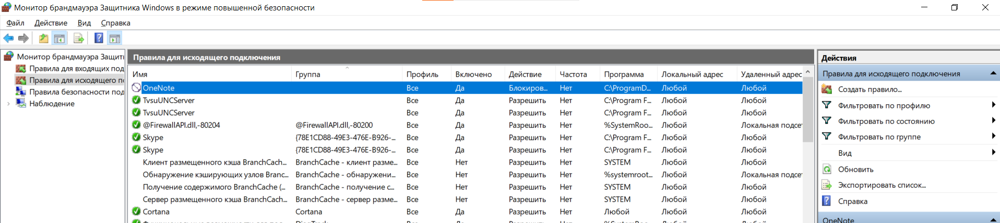 Монитор брандмауэра Защитника Windows в режиме повышенной безопасности
Файл Действие Вид Справка
Монитор брандмауэра Защит
Правила для входящих под
Правила для исходящего п
Правила безопасности под
Наблюдение
Правила для исходящего подключения
Имя Группа Профиль Включено Действие Частота Программа Локальный адрес Удаленный адрес
OneNote Все Да Блокиров... Нет C:\ProgramD... Любой Любой
TvsuUNCServer Все Да Разрешить Нет C:\Program F... Любой Любой
TvsuUNCServer Все Да Разрешить Нет C:\Program F... Любой Любой
@FirewallAPI.dll,-80204 @FirewallAPI.dll,-80200 Все Да Разрешить Нет %SystemRoo... Любой Локальная подсе
Skype {78E1CD88-49E3-476E-B926-... Все Да Разрешить Нет C:\Program F... Любой Любой
Skype {78E1CD88-49E3-476E-B926-... Все Да Разрешить Нет C:\Program F... Любой Любой
Клиент размещенного кэша BranchCach... BranchCache - клиент разме... Все Нет Разрешить Нет SYSTEM Любой Любой
Обнаружение кэширующих узлов Branc... BranchCache - обнаружени... Все Нет Разрешить Нет %systemroot... Любой Локальная подсе
Получение содержимого BranchCache (... BranchCache - получение с... Все Нет Разрешить Нет SYSTEM Любой Любой
Сервер размещенного кэша BranchCach... BranchCache - сервер разме... Все Нет Разрешить Нет SYSTEM Любой Любой
Cortana Cortana Все Да Разрешить Нет Любой Любой Любой
Действия
Правила для исходящего подключения
Создать правило...
Фильтровать по профилю
Фильтровать по состоянию
Фильтровать по группе
Вид
Обновить
Экспортировать список...
Справка
OneNote